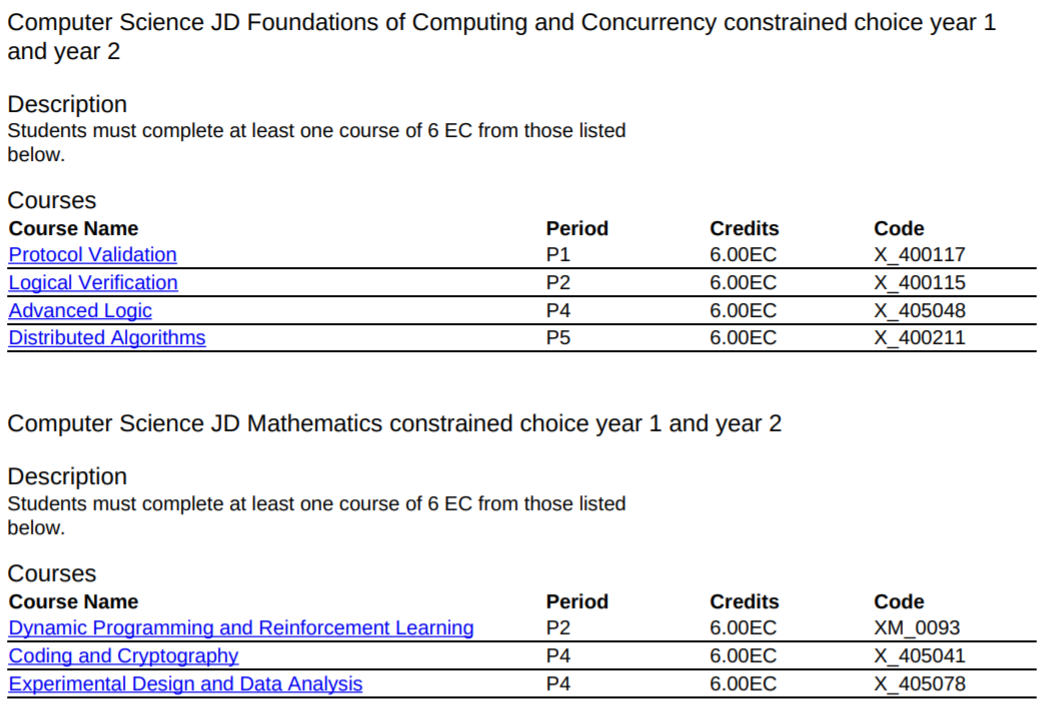 Computer Science JD Foundations of Computing and Concurrency constrained choice year 1
and year 2
Description
Students must complete at least one course of 6 EC from those listed
below.
Courses
Course Name Period Credits Code
Protocol Validation P1 6.00EC X_400117
Logical Verification P2 6.00EC X_400115
Advanced Logic P4 6.00EC X_405048
Distributed Algorithms P5 6.00EC X_400211
Computer Science JD Mathematics constrained choice year 1 and year 2
Description
Students must complete at least one course of 6 EC from those listed
below.
Courses
Course Name Period Credits Code
Dynamic Programming and Reinforcement Learning P2 6.00EC XM_0093
Coding and Cryptography P4 6.00EC X_405041
Experimental Design and Data Analysis P4 6.00EC X_405078